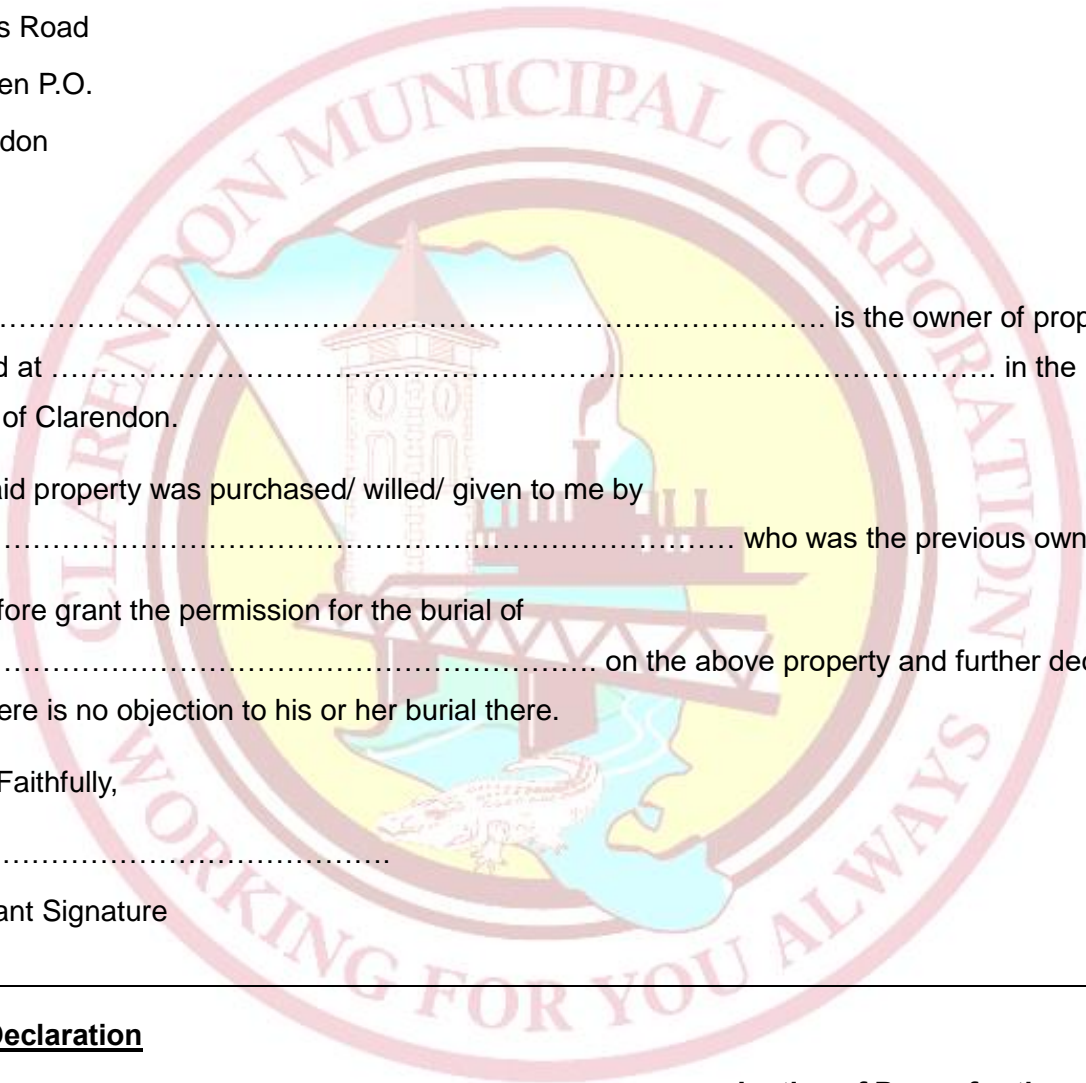 s Road
en P.O.
don
CLARENDON MUNICIPAL CORPORATION
…………………………………………………………………………. is the owner of prop
d at …………………………………………………………………………………. in the
of Clarendon.
aid property was purchased/ willed/ given to me by
………………………………………………………………… who was the previous own
fore grant the permission for the burial of
…………………………………………………… on the above property and further dec
ere is no objection to his or her burial there.
Faithfully,
………………………………….
ant Signature
WORKING FOR YOU ALWAYS
Declaration